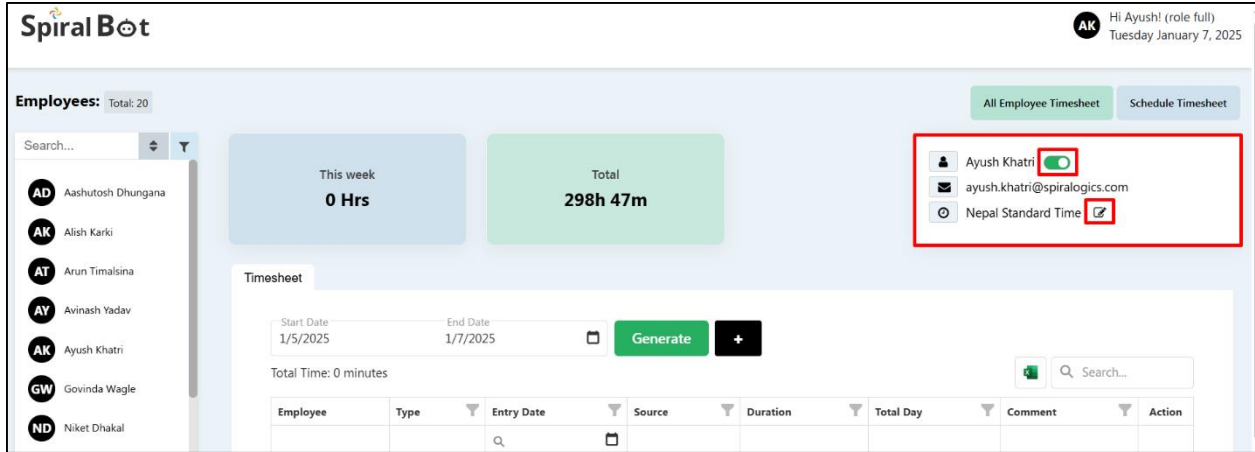 Spiral Bot
AK Hi Ayush! (role full)
Tuesday January 7, 2025
Employees: Total: 20
All Employee Timesheet Schedule Timesheet
Search...
AD Aashutosh Dhungana
AK Alish Karki
AT Arun Timalsina
AY Avinash Yadav
AK Ayush Khatri
GW Govinda Wagle
ND Niket Dhakal
This week
0 Hrs
Total
298h 47m
Ayush Khatri
ayush.khatri@spiralogics.com
Nepal Standard Time
Timesheet
Start Date End Date
1/5/2025 1/7/2025
Generate +
Total Time: 0 minutes
Search...
Employee Type Entry Date Source Duration Total Day Comment Action